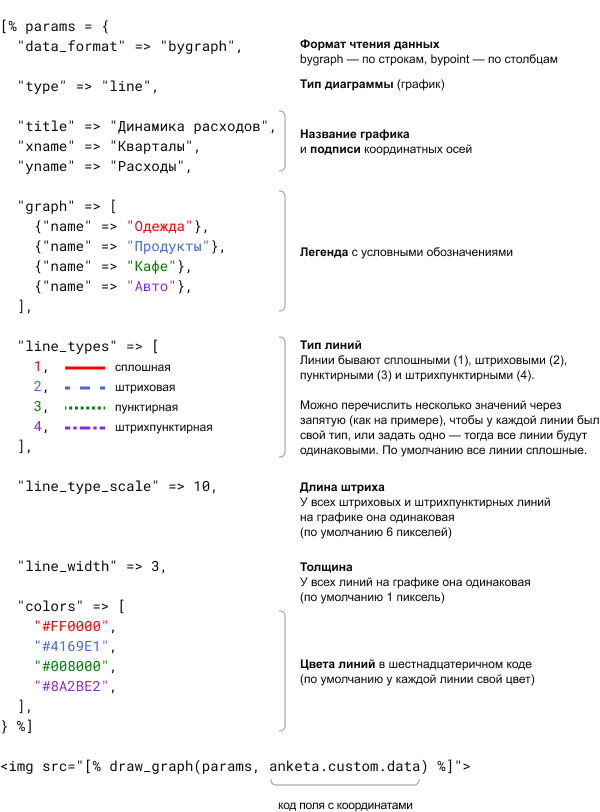 [% params = {
"data_format" => "bygraph",
Формат чтения данных
bygraph — по строкам, bypoint — по столбцам
"type" => "line",
Тип диаграммы (график)
"title" => "Динамика расходов",
"xname" => "Кварталы",
"yname" => "Расходы",
Название графика
и подписи координатных осей
"graph" => [
{"name" => "Одежда"},
{"name" => "Продукты"},
{"name" => "Кафе"},
{"name" => "Авто"},
],
Легенда с условными обозначениями
"line_types" => [
1, сплошная
2, штриховая
3, пунктирная
4, штрихпунктирная
],
Тип линий
Линии бывают сплошными (1), штриховыми (2),
пунктирными (3) и штрихпунктирными (4).
Можно перечислить несколько значений через
запятую (как на примере), чтобы у каждой линии был
свой тип, или задать одно — тогда все линии будут
одинаковыми. По умолчанию все линии сплошные.
"line_type_scale" => 10,
Длина штриха
У всех штриховых и штрихпунктирных линий
на графике она одинаковая
(по умолчанию 6 пикселей)
"line_width" => 3,
Толщина
У всех линий на графике она одинаковая
(по умолчанию 1 пиксель)
"colors" => [
"#FF0000",
"#4169E1",
"#008000",
"#8A2BE2",
],
} %]
Цвета линий в шестнадцатеричном коде
(по умолчанию у каждой линии свой цвет)
<img src="[% draw_graph(params, anketa.custom.data) %]">
код поля с координатами